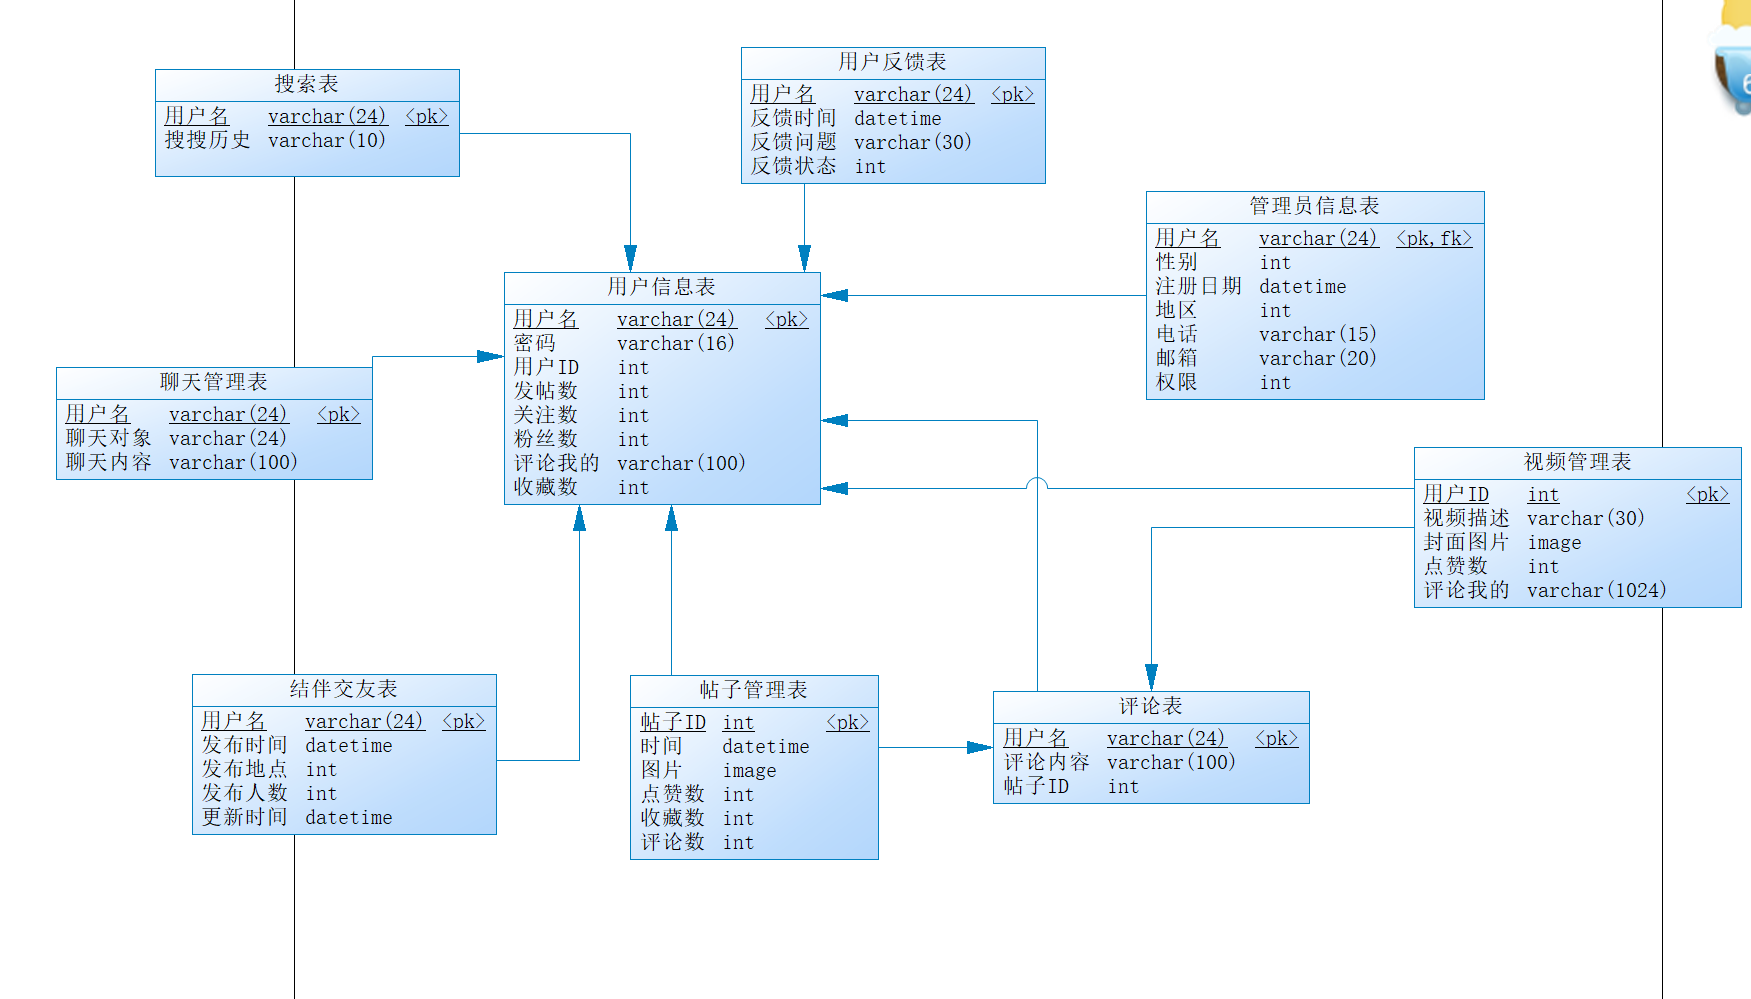 搜索表
用户名 varchar(24) <pk>
搜搜历史 varchar(10)
用户反馈表
用户名 varchar(24) <pk>
反馈时间 datetime
反馈问题 varchar(30)
反馈状态 int
管理员信息表
用户名 varchar(24) <pk,fk>
性别 int
注册日期 datetime
地区 int
电话 varchar(15)
邮箱 varchar(20)
权限 int
用户信息表
用户名 varchar(24) <pk>
密码 varchar(16)
用户ID int
发帖数 int
关注数 int
粉丝数 int
评论我的 varchar(100)
收藏数 int
聊天管理表
用户名 varchar(24) <pk>
聊天对象 varchar(24)
聊天内容 varchar(100)
视频管理表
用户ID int <pk>
视频描述 varchar(30)
封面图片 image
点赞数 int
评论我的 varchar(1024)
结伴交友表
用户名 varchar(24) <pk>
发布时间 datetime
发布地点 int
发布人数 int
更新时间 datetime
帖子管理表
帖子ID int <pk>
时间 datetime
图片 image
点赞数 int
收藏数 int
评论数 int
评论表
用户名 varchar(24) <pk>
评论内容 varchar(100)
帖子ID int